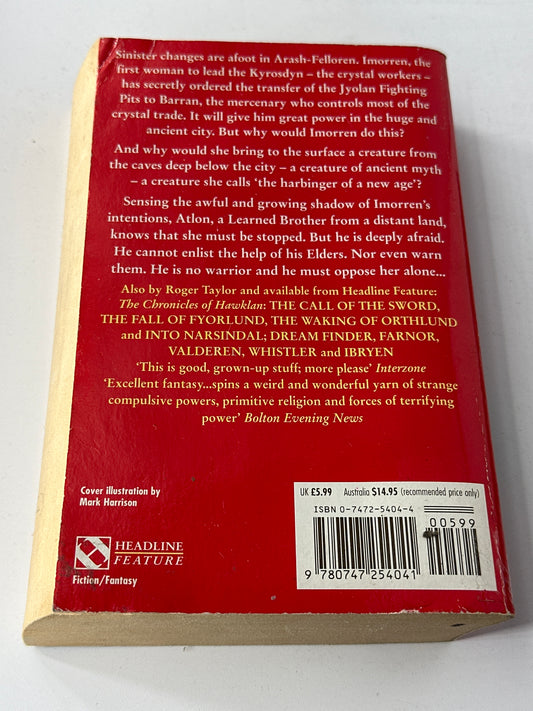 Sinister changes are afoot in Arash-Felloren. Imorren, the
first woman to lead the Kyrosdyn – the crystal workers –
has secretly ordered the transfer of the Jyolan Fighting
Pits to Barran, the mercenary who controls most of the
crystal trade. It will give him great power in the huge and
ancient city. But why would Imorren do this?
And why would she bring to the surface a creature from
the caves deep below the city – a creature of ancient myth
– a creature she calls ‘the harbinger of a new age’?
Sensing the awful and growing shadow of Imorren’s
intentions, Atlon, a Learned Brother from a distant land,
knows that she must be stopped. But he is deeply afraid.
He cannot enlist the help of his Elders. Nor even warn
them. He is no warrior and he must oppose her alone...
Also by Roger Taylor and available from Headline Feature:
The Chronicles of Hawklan: THE CALL OF THE SWORD,
THE FALL OF FYORLUND, THE WAKING OF ORTHLUND
and INTO NARSINDAL; DREAM FINDER, FARNOR,
VALDEREN, WHISTLER and IBRYEN
‘This is good, grown-up stuff; more please’ Interzone
‘Excellent fantasy...spins a weird and wonderful yarn of strange
compulsive powers, primitive religion and forces of terrifying
power’ Bolton Evening News
Cover illustration by
Mark Harrison
HEADLINE
FEATURE
Fiction/Fantasy
UK £5.99 Australia $14.95 (recommended price only)
ISBN 0-7472-5404-4
00599
9 780747 254041